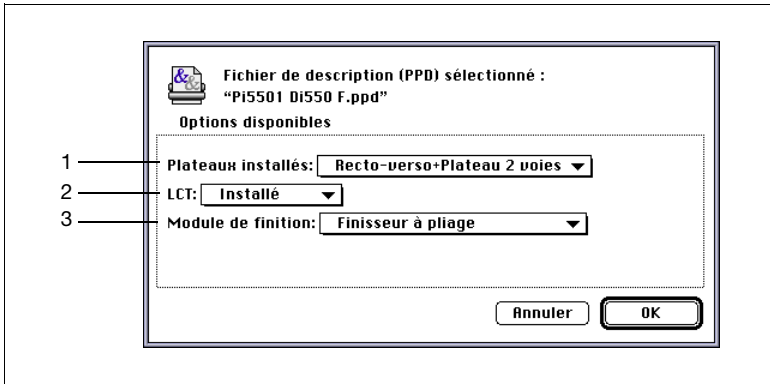 Fichier de description (PPD) sélectionné :
“Pi5501 Di550 F.ppd”
Options disponibles
1 Plateaux installés: Recto-verso+Plateau 2 voies
2 LCT: Installé
3 Module de finition: Finisseur à pliage
Annuler OK